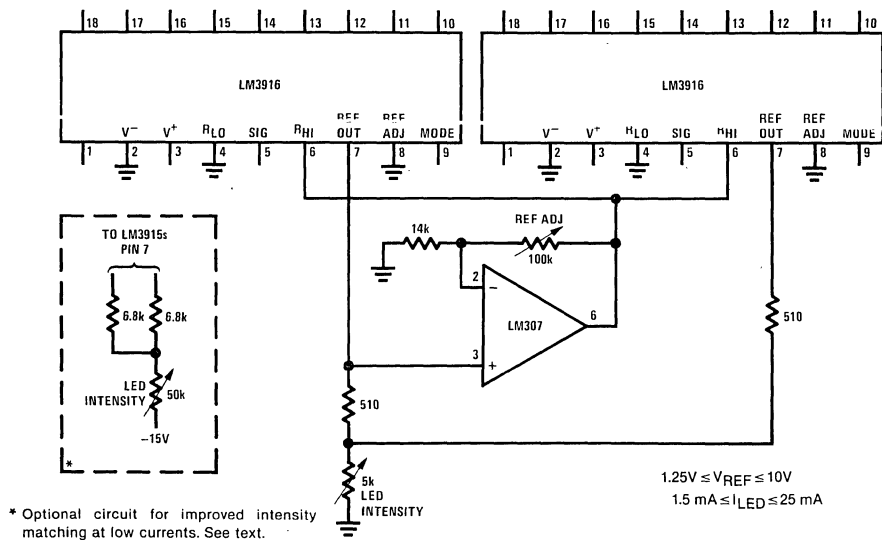 18 17 16 15 14 13 12 11 10
18 17 16 15 14 13 12 11 10
LM3916
LM3916
V− V+ RLO SIG RHI REF OUT REF ADJ MODE
V− V+ RLO SIG RHI REF OUT REF ADJ MODE
1 2 3 4 5 6 7 8 9
1 2 3 4 5 6 7 8 9
TO LM3915s
PIN 7
6.8k
6.8k
LED
INTENSITY
50k
−15V
*
14k
REF ADJ
100k
2
−
LM307
6
3
+
510
510
5k
LED
INTENSITY
1.25V ≤ VREF ≤ 10V
1.5 mA ≤ ILED ≤ 25 mA
* Optional circuit for improved intensity
matching at low currents. See text.